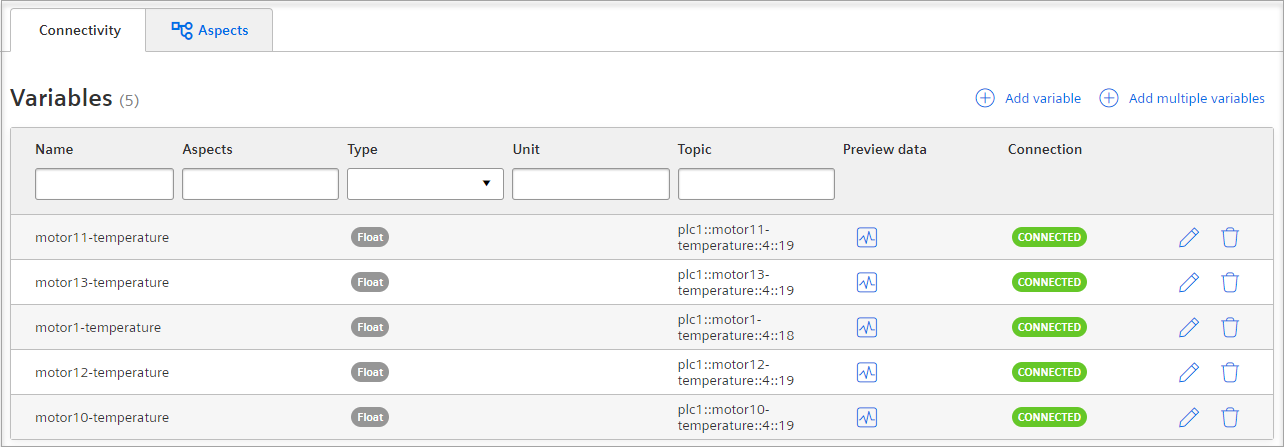 Connectivity
Aspects
Variables (5)
Add variable
Add multiple variables
Name Aspects Type Unit Topic Preview data Connection
motor11-temperature Float plc1::motor11-
temperature::4::19 CONNECTED
motor13-temperature Float plc1::motor13-
temperature::4::19 CONNECTED
motor1-temperature Float plc1::motor1-
temperature::4::18 CONNECTED
motor12-temperature Float plc1::motor12-
temperature::4::19 CONNECTED
motor10-temperature Float plc1::motor10-
temperature::4::19 CONNECTED